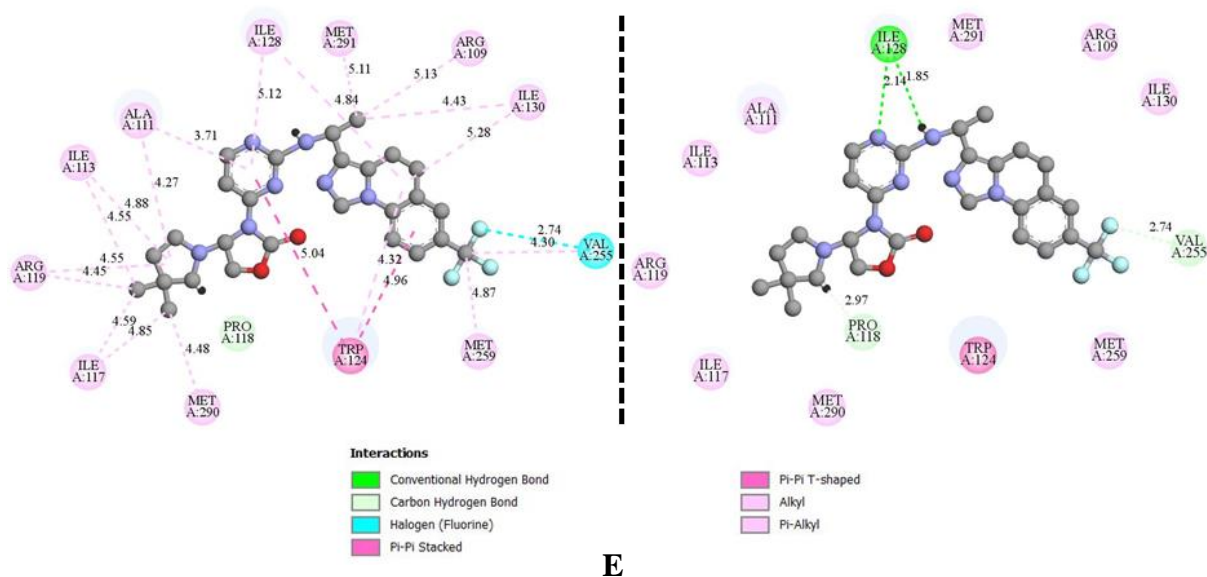 ILE
A:128
MET
A:291
ARG
A:109
5.11
5.13
5.12
4.84
4.43
ILE
A:130
ALA
A:111
3.71
5.28
ILE
A:113
4.27
4.88
4.55
2.74
4.30
VAL
A:255
ARG
A:119
4.55
4.45
5.04
4.32
4.96
4.87
4.59
4.85
PRO
A:118
4.48
TRP
A:124
MET
A:259
ILE
A:117
MET
A:290
ILE
A:128
MET
A:291
ARG
A:109
2.14
1.85
ILE
A:130
ALA
A:111
ILE
A:113
2.74
VAL
A:255
ARG
A:119
2.97
PRO
A:118
TRP
A:124
MET
A:259
ILE
A:117
MET
A:290
Interactions
Conventional Hydrogen Bond
Carbon Hydrogen Bond
Halogen (Fluorine)
Pi-Pi Stacked
Pi-Pi T-shaped
Alkyl
Pi-Alkyl
E